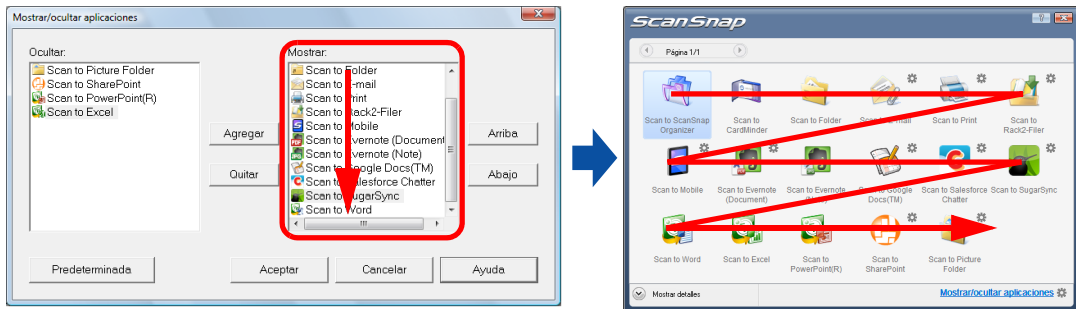 Mostrar/ocultar aplicaciones
Ocultar:
Scan to Picture Folder
Scan to SharePoint
Scan to PowerPoint(R)
Scan to Excel
Agregar
Quitar
Mostrar:
Scan to Folder
Scan to E-mail
Scan to Print
Scan to Rack2-Filer
Scan to Mobile
Scan to Evernote (Document
Scan to Evernote (Note)
Scan to Google Docs(TM)
Scan to Salesforce Chatter
Scan to SugarSync
Scan to Word
Arriba
Abajo
Predeterminada
Aceptar
Cancelar
Ayuda
ScanSnap
Página 1/1
Scan to ScanSnap Organizer
Scan to CardMinder
Scan to Folder
Scan to E-mail
Scan to Print
Scan to Rack2-Filer
Scan to Mobile
Scan to Evernote (Document)
Scan to Evernote (Note)
Scan to Google Docs(TM)
Scan to Salesforce Chatter
Scan to SugarSync
Scan to Word
Scan to Excel
Scan to PowerPoint(R)
Scan to SharePoint
Scan to Picture Folder
Mostrar detalles
Mostrar/ocultar aplicaciones